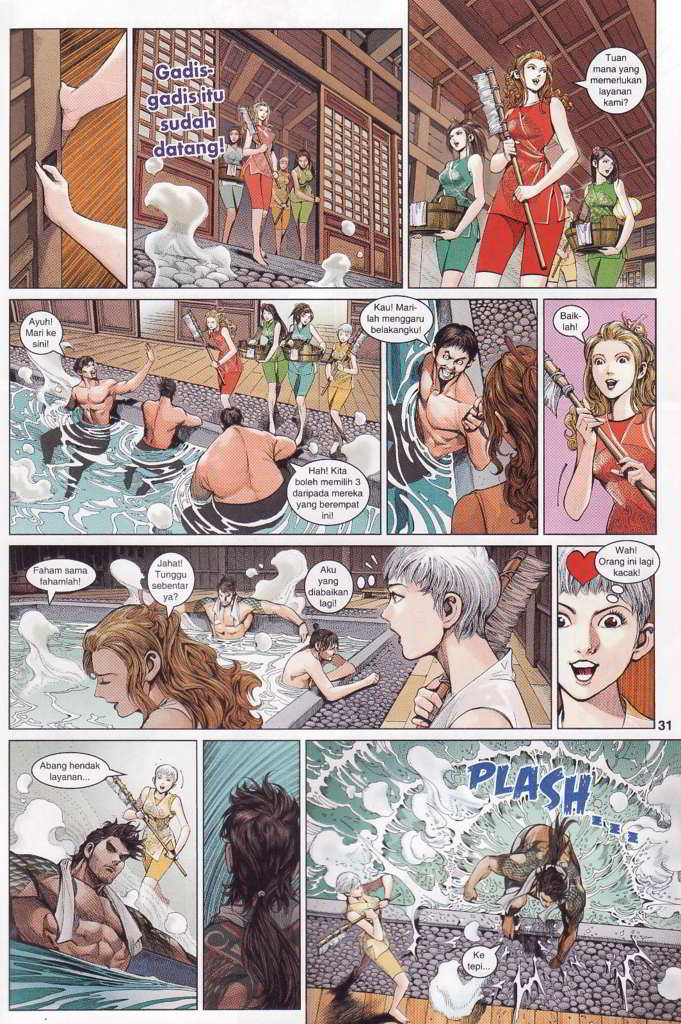 Gadis-
gadis itu
sudah
datang!
Tuan
mana yang
memerlukan
layanan
kami?
Ayuh!
Mari ke
sini!
Hah! Kita
boleh memilih 3
daripada mereka
yang berempat
ini!
Kau! Mari-
lah menggaru
belakangku!
Baik-
lah!
Faham sama
fahamlah!
Jahat!
Tunggu
sebentar
ya?
Aku
yang
diabaikan
lagi!
Wah!
Orang ini lagi
kacak!
31
Abang hendak
layanan...
PLASH...
Ke
tepi...